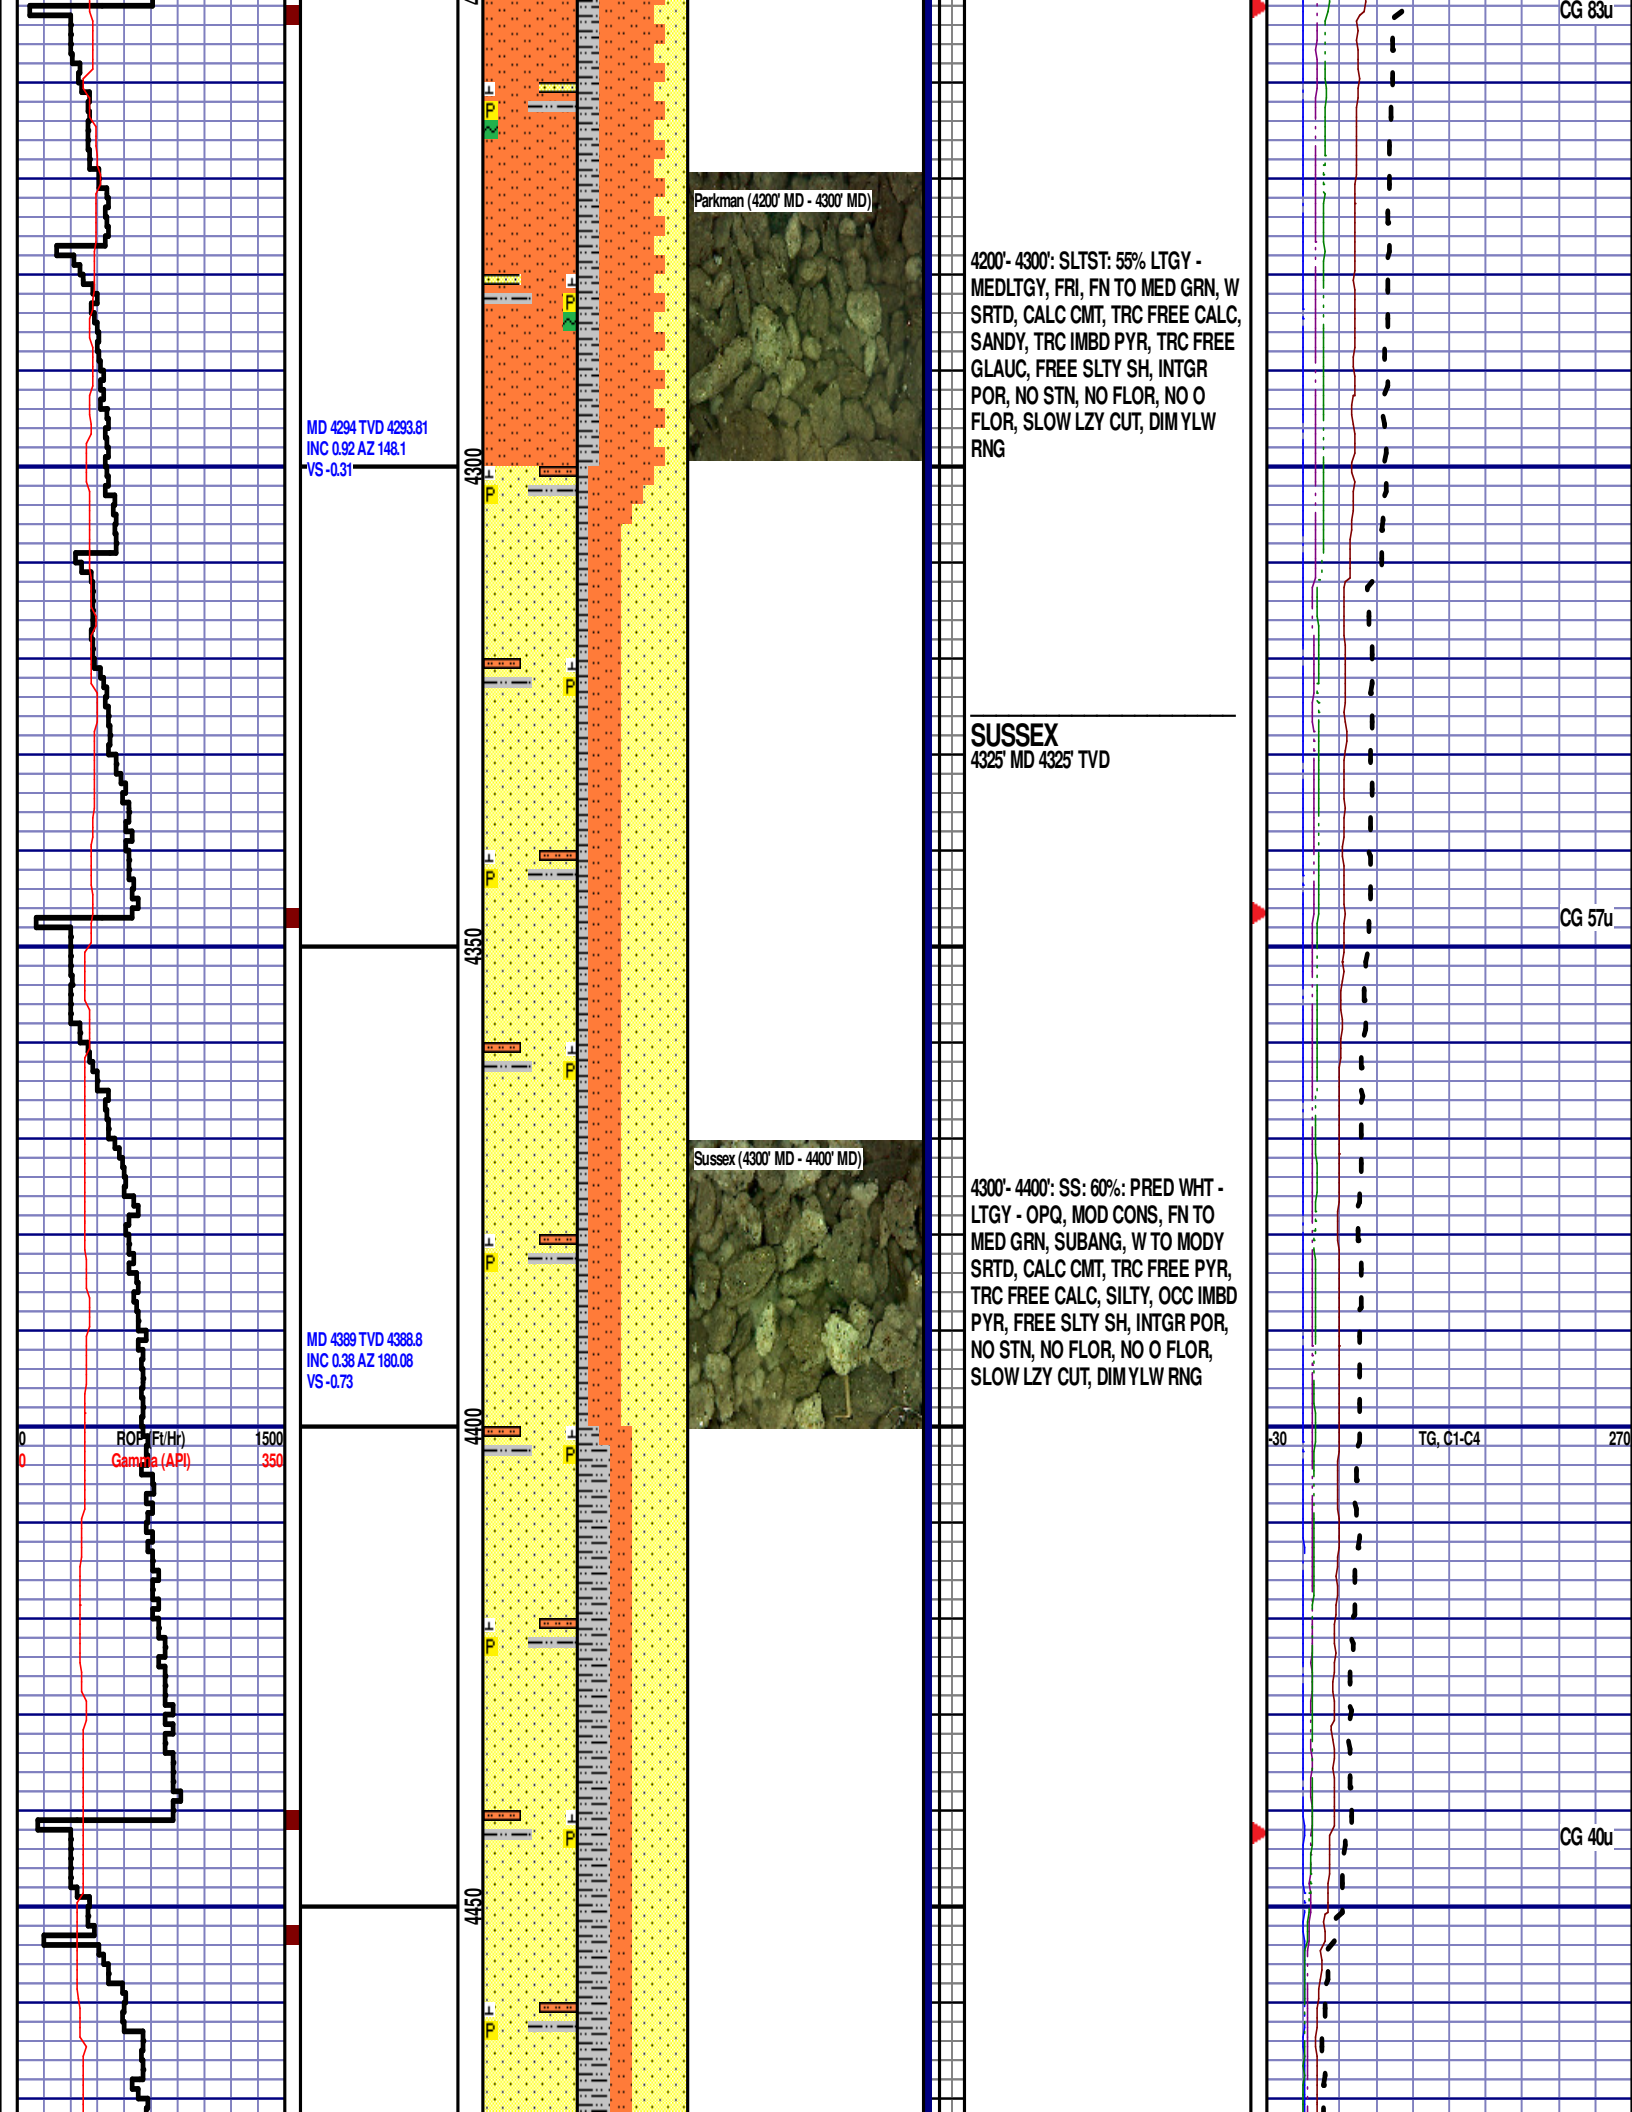 CG 83u
P
Parkman (4200' MD - 4300' MD)
4200'- 4300': SLTST: 55% LTGY -
MEDLTGY, FRI, FN TO MED GRN, W
SRTD, CALC CMT, TRC FREE CALC,
SANDY, TRC IMBD PYR, TRC FREE
GLAUC, FREE SLTY SH, INTGR
POR, NO STN, NO FLOR, NO O
FLOR, SLOW LZY CUT, DIM YLW
RNG
P
MD 4294 TVD 4293.81
INC 0.92 AZ 148.1
VS -0.31
4300
P
P
SUSSEX
4325' MD 4325' TVD
P
CG 57u
4350
P
Sussex (4300' MD - 4400' MD)
4300'- 4400': SS: 60%: PRED WHT -
LTGY - OPQ, MOD CONS, FN TO
MED GRN, SUBANG, W TO MODY
SRTD, CALC CMT, TRC FREE PYR,
TRC FREE CALC, SILTY, OCC IMBD
PYR, FREE SLTY SH, INTGR POR,
NO STN, NO FLOR, NO O FLOR,
SLOW LZY CUT, DIM YLW RNG
P
MD 4389 TVD 4388.8
INC 0.38 AZ 180.08
VS -0.73
4400
0 ROP (Ft/Hr) 1500
0 Gamma (API) 350
-30 TG, C1-C4 270
P
P
P
CG 40u
4450
P